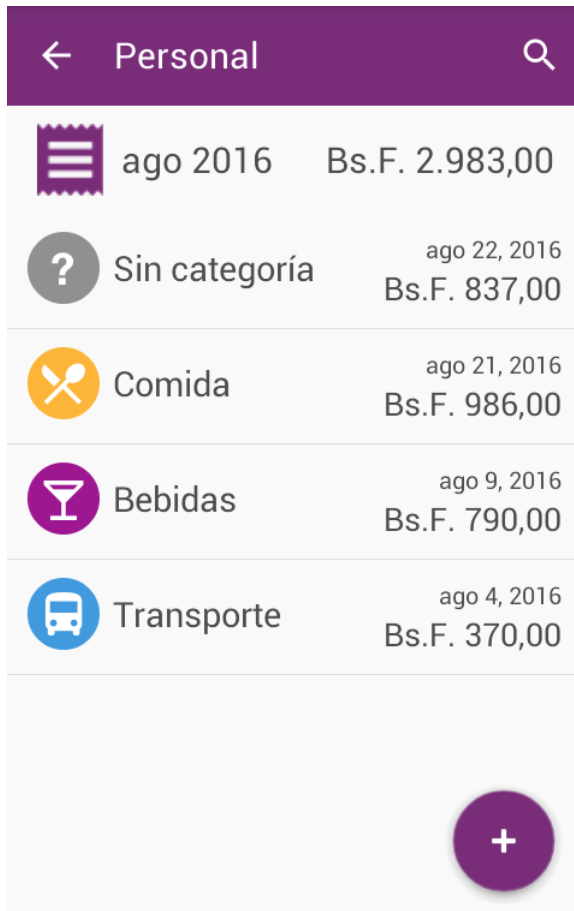 Personal
ago 2016 Bs.F. 2.983,00
Sin categoría
ago 22, 2016
Bs.F. 837,00
Comida
ago 21, 2016
Bs.F. 986,00
Bebidas
ago 9, 2016
Bs.F. 790,00
Transporte
ago 4, 2016
Bs.F. 370,00